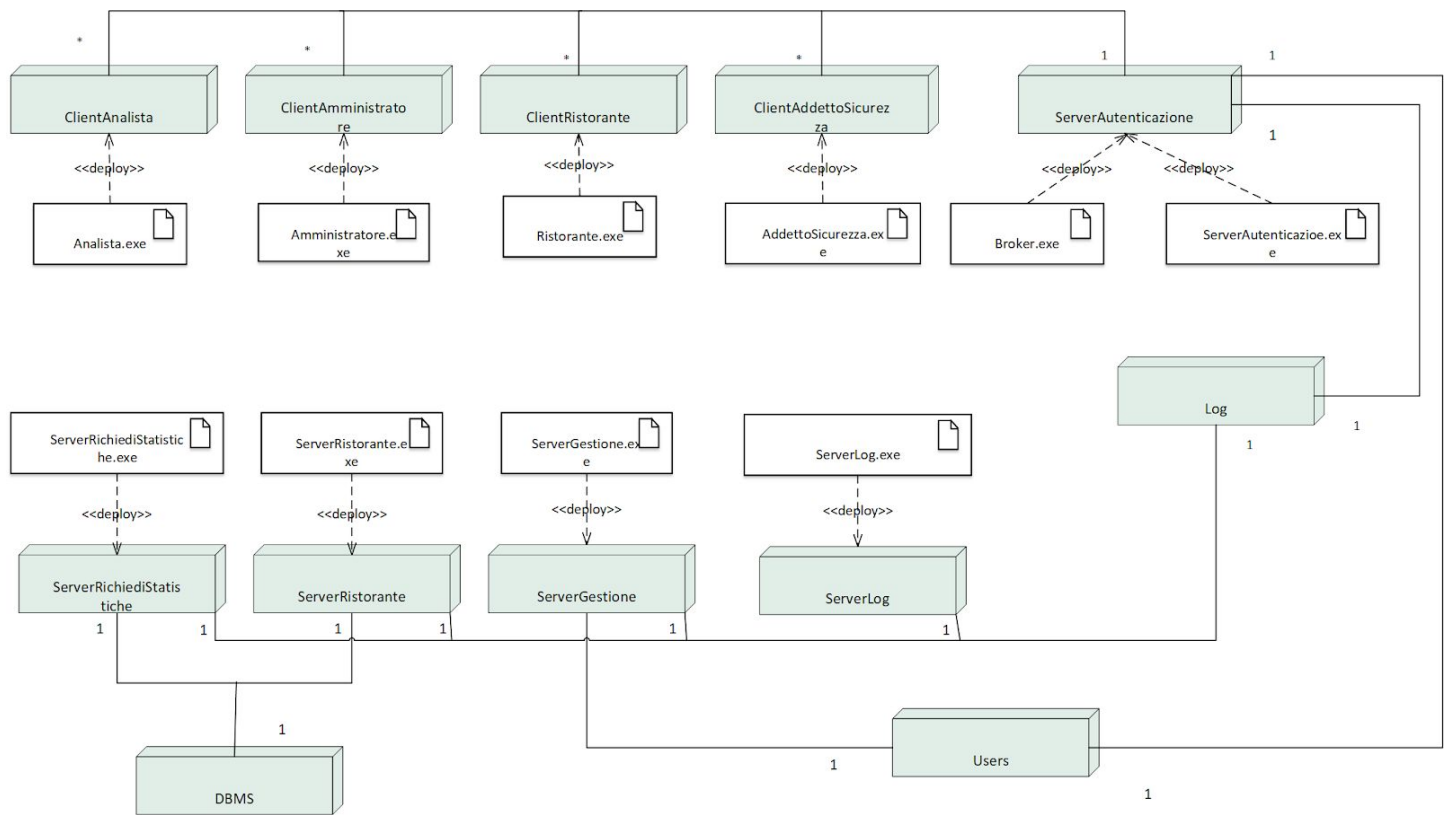 *
*
*
*
1
1
ClientAnalista
ClientAmministrato
re
ClientRistorante
ClientAddettoSicurez
za
ServerAutenticazione
1
<<deploy>>
<<deploy>>
<<deploy>>
<<deploy>>
<<deploy>>
<<deploy>>
Analista.exe
Amministratore.e
xe
Ristorante.exe
AddettoSicurezza.ex
e
Broker.exe
ServerAutenticazioe.ex
e
Log
1
1
ServerRichiediStatistic
he.exe
ServerRistorante.e
xe
ServerGestione.ex
e
ServerLog.exe
<<deploy>>
<<deploy>>
<<deploy>>
<<deploy>>
ServerRichiediStatis
tiche
ServerRistorante
ServerGestione
ServerLog
1
1
1
1
1
1
1
Users
1
1
DBMS